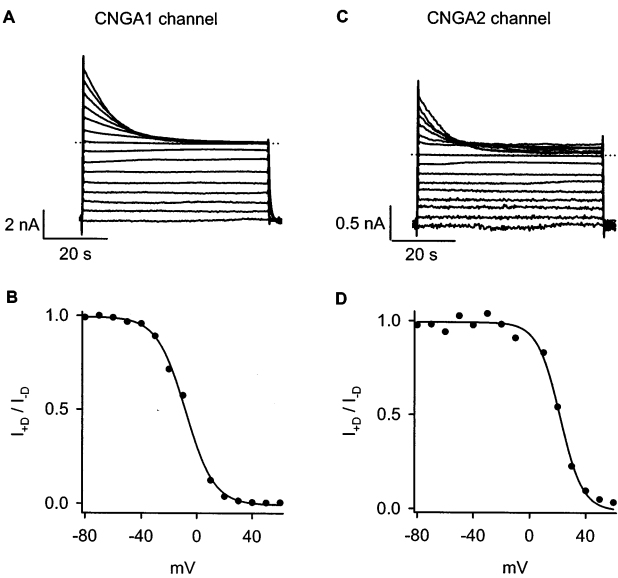 A CNGA1 channel
C CNGA2 channel
2 nA
20 s
0.5 nA
20 s
B
1.0
0.5
0.0
I+D / I-D
-80 -40 0 40
mV
D
1.0
0.5
0.0
I+D / I-D
-80 -40 0 40
mV